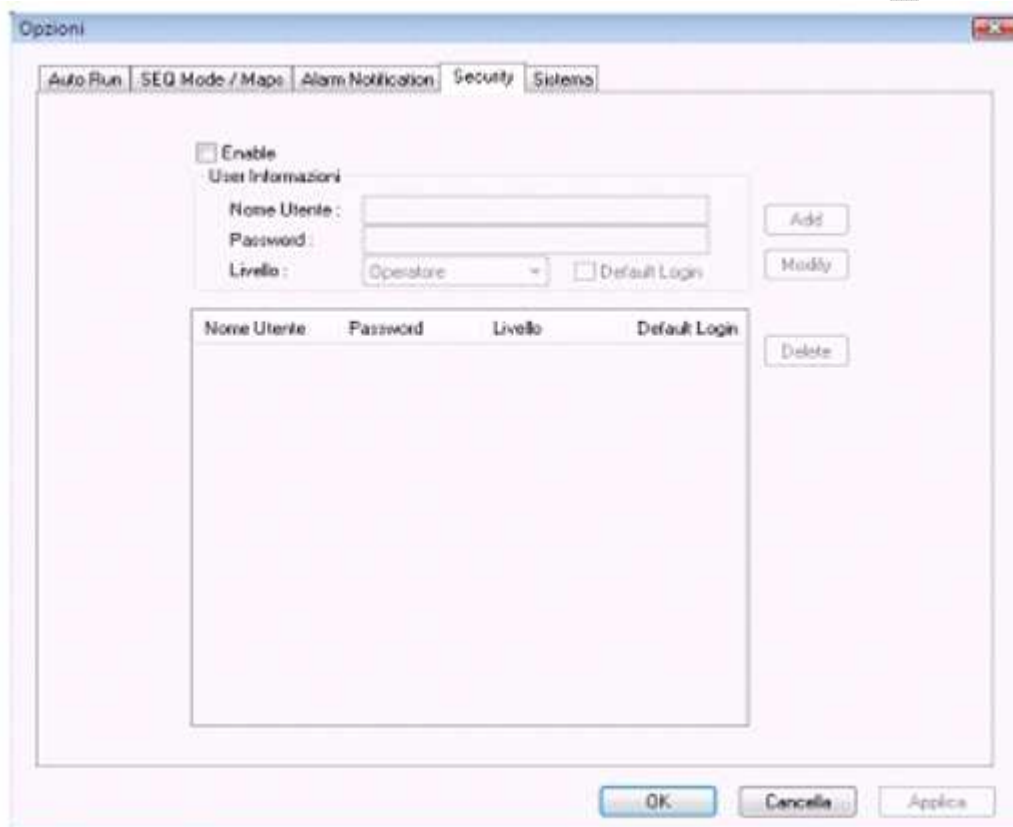 Opzioni
Auto Run SEQ Mode / Maps Alarm Notification Security Sistema
Enable
User Informazioni
Nome Utente :
Password :
Livello : Operatore Default Login
Add
Modify
Nome Utente Password Livello Default Login
Delete
OK Cancella Applica